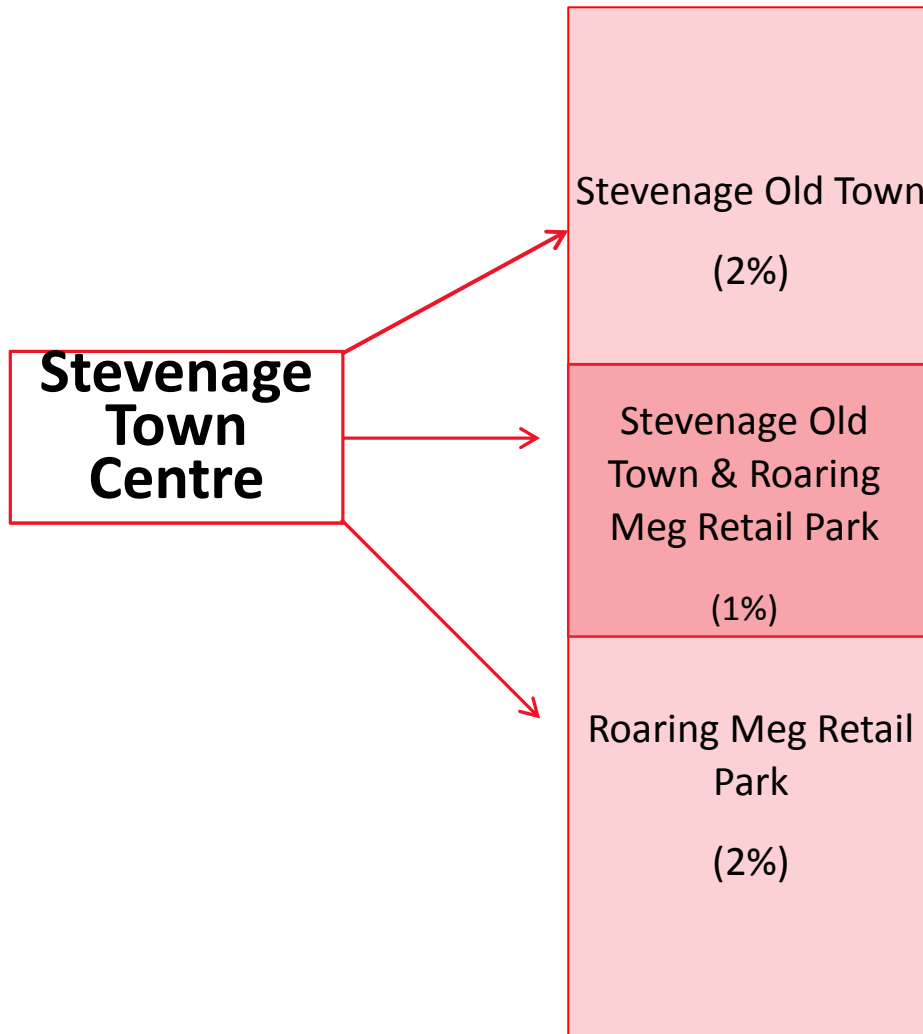 Stevenage Old Town
(2%)
Stevenage
Town
Centre
Stevenage Old
Town & Roaring
Meg Retail Park
(1%)
Roaring Meg Retail
Park
(2%)